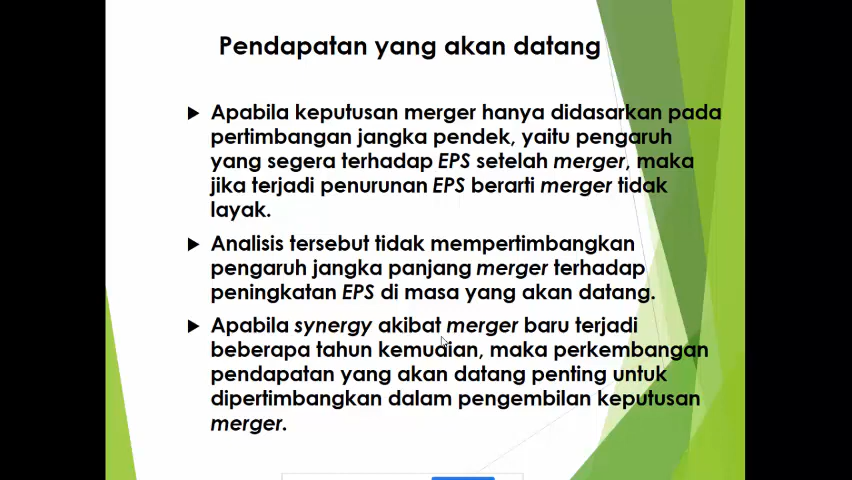 Pendapatan yang akan datang
Apabila keputusan merger hanya didasarkan pada
pertimbangan jangka pendek, yaitu pengaruh
yang segera terhadap EPS setelah merger, maka
jika terjadi penurunan EPS berarti merger tidak
layak.
Analisis tersebut tidak mempertimbangkan
pengaruh jangka panjang merger terhadap
peningkatan EPS di masa yang akan datang.
Apabila synergy akibat merger baru terjadi
beberapa tahun kemudian, maka perkembangan
pendapatan yang akan datang penting untuk
dipertimbangkan dalam pengembilan keputusan
merger.